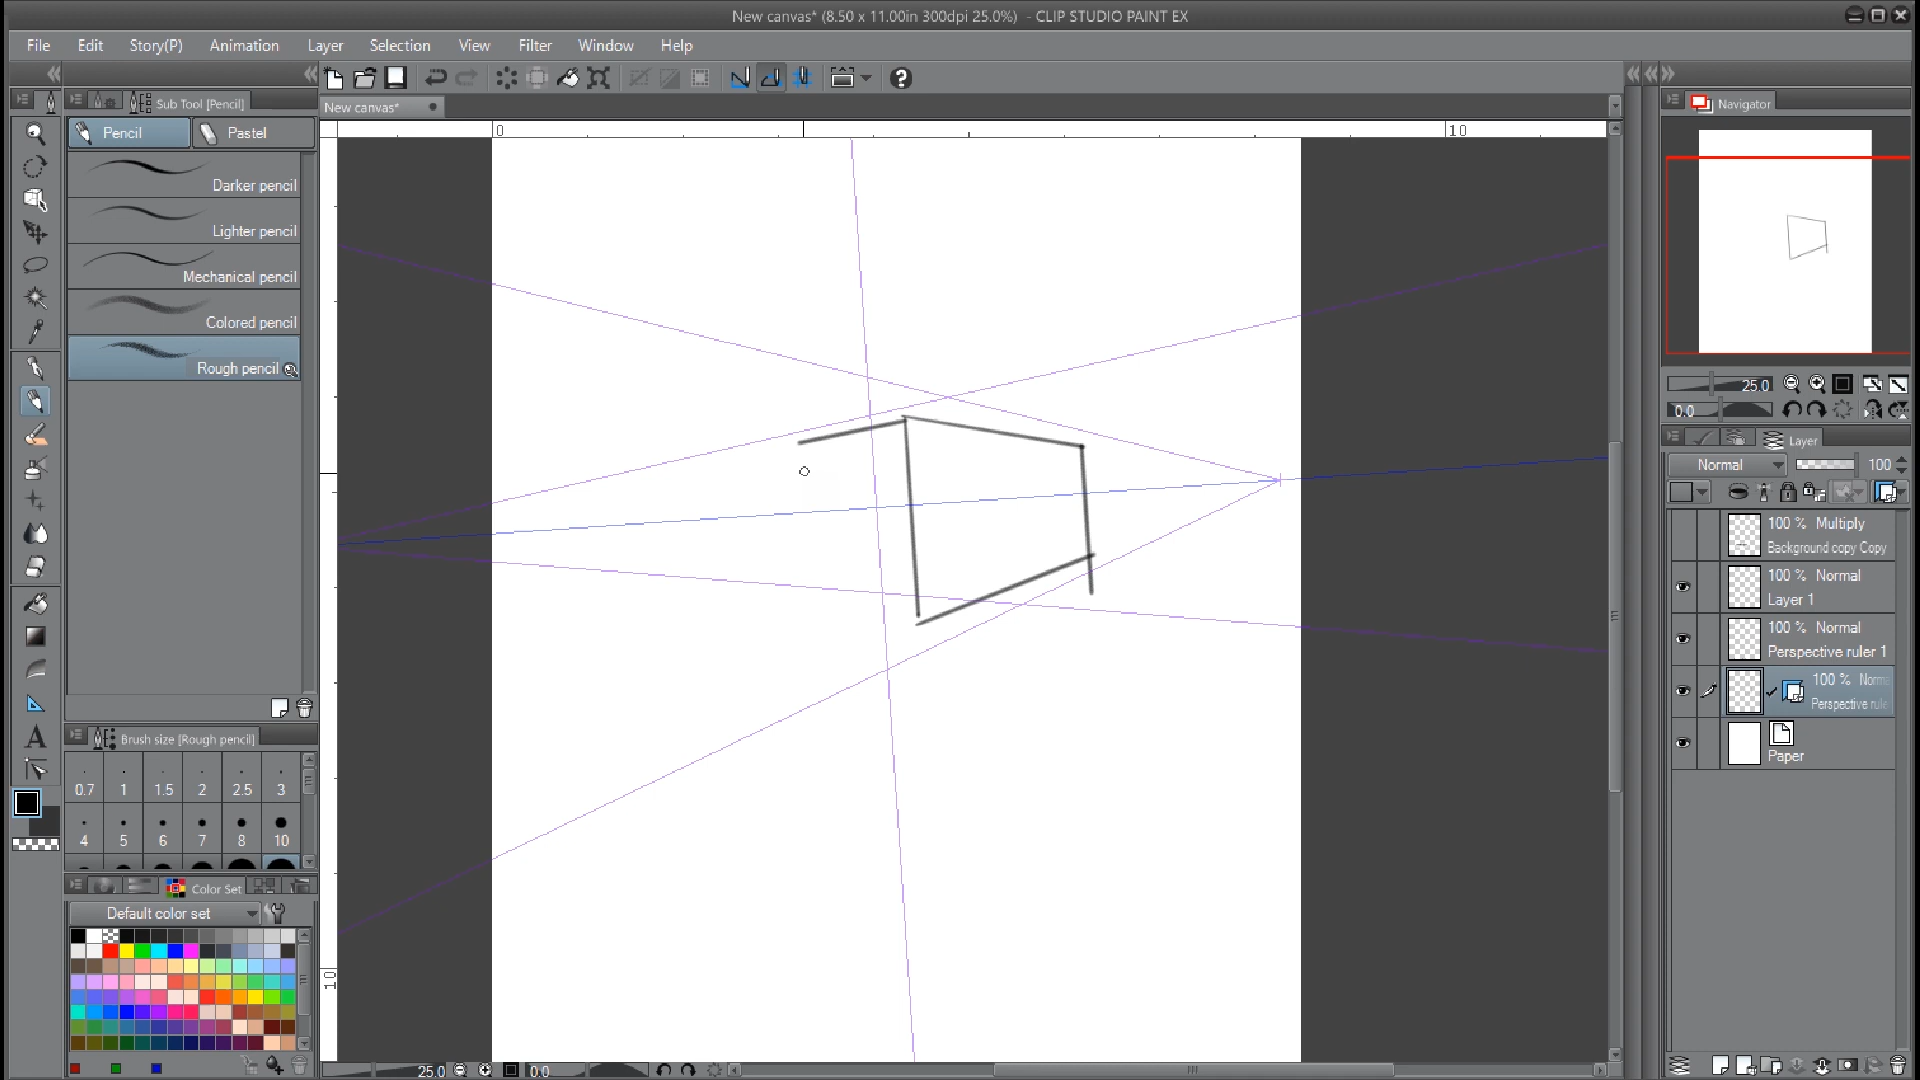 New canvas* (8.50 x 11.00in 300dpi 25.0%)  - CLIP STUDIO PAINT EX
File Edit Story(P) Animation Layer Selection View Filter Window Help
Sub Tool [Pencil]
New canvas*
Navigator
Pencil Pastel
0 10
Darker pencil
Lighter pencil
Mechanical pencil
Colored pencil
Rough pencil
25.0
0.0
Layer
Normal 100
100 % Multiply
Background copy Copy
100 % Normal
Layer 1
100 % Normal
Perspective ruler 1
100 % Norma
Perspective rule
Paper
Brush size [Rough pencil]
0.7 1 1.5 2 2.5 3
4 5 6 7 8 10
Color Set
Default color set
10
25.0 0.0